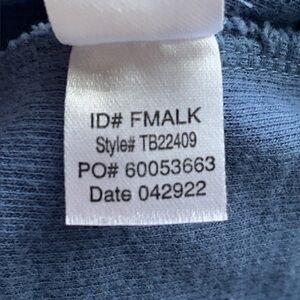 ID# FMALK
Style# TB22409
PO# 60053663
Date 042922